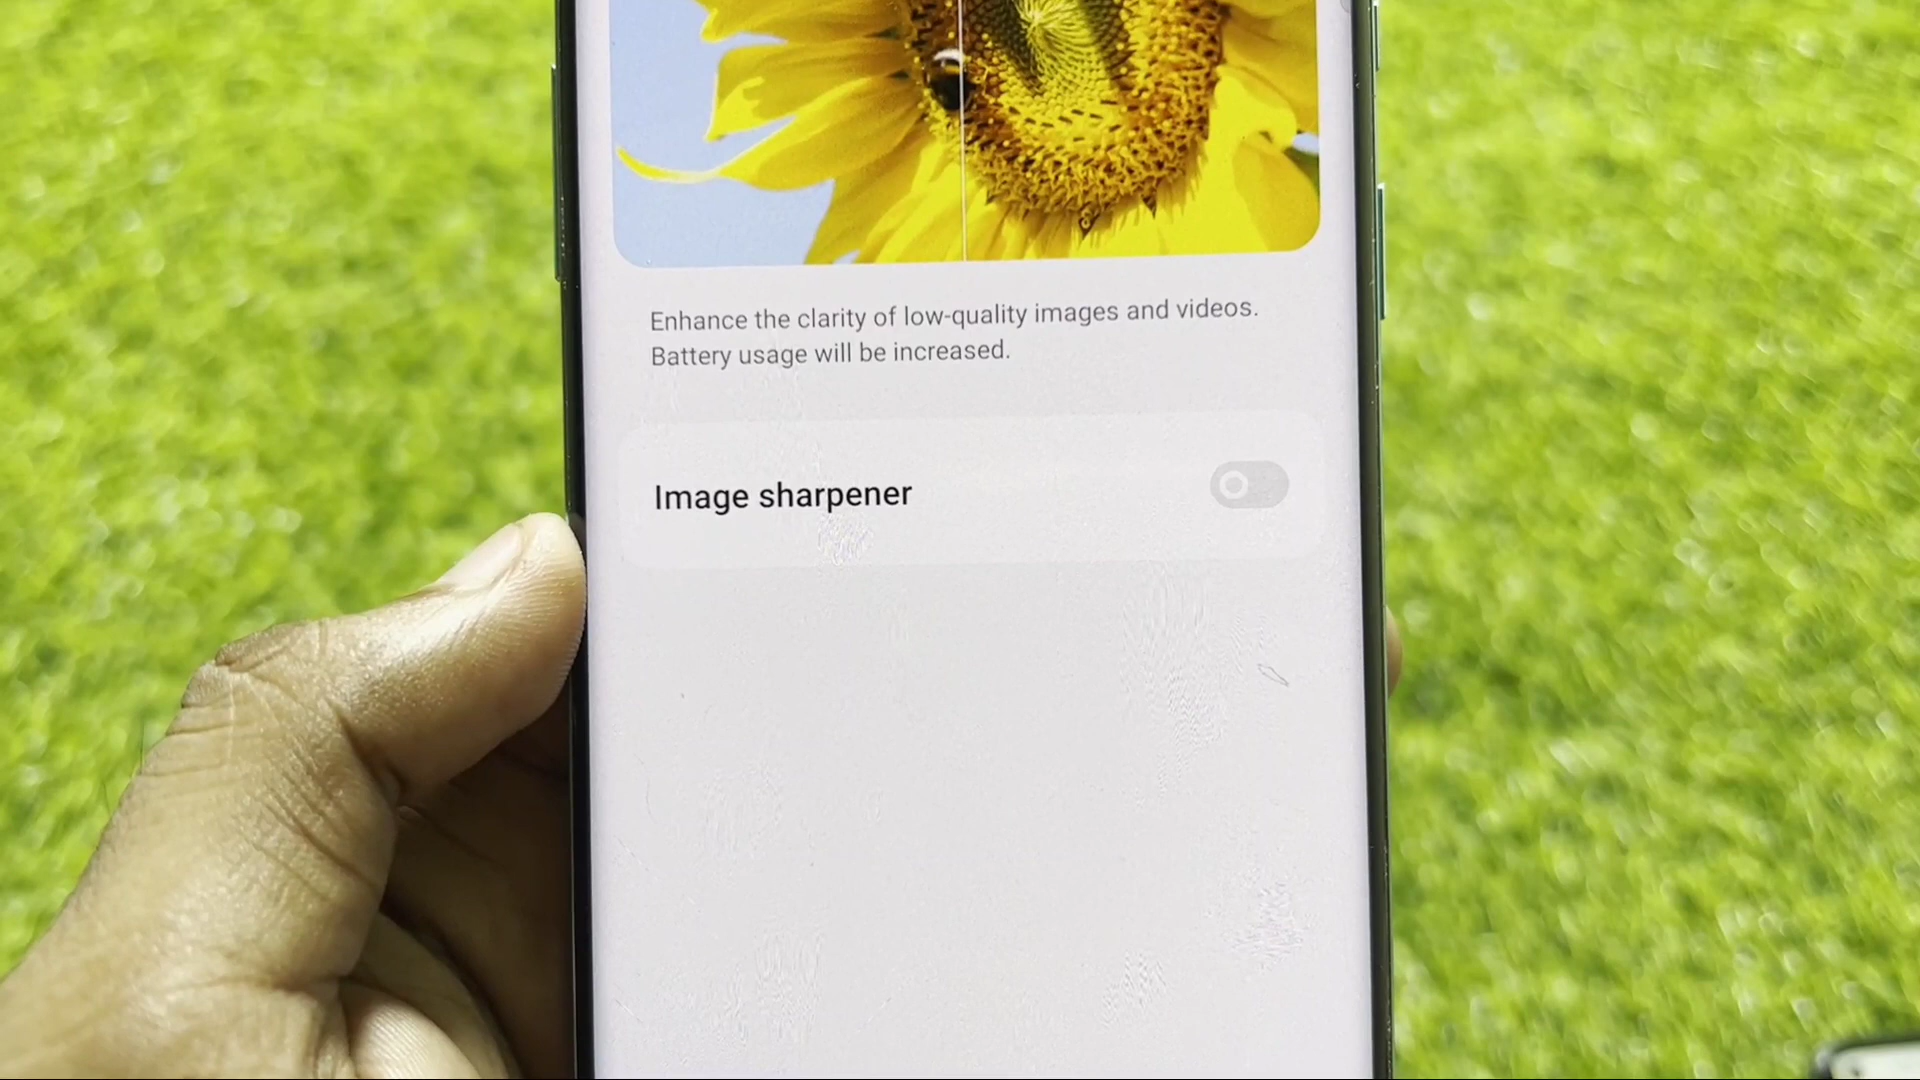 Enhance the clarity of low-quality images and videos.
Battery usage will be increased.
Image sharpener